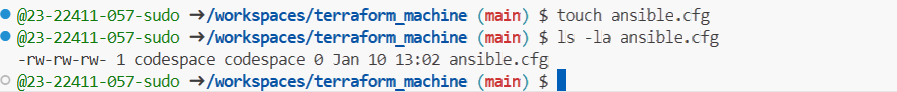 @23-22411-057-sudo ➜/workspaces/terraform_machine (main) $ touch ansible.cfg
@23-22411-057-sudo ➜/workspaces/terraform_machine (main) $ ls -la ansible.cfg
-rw-rw-rw- 1 codespace codespace 0 Jan 10 13:02 ansible.cfg
@23-22411-057-sudo ➜/workspaces/terraform_machine (main) $